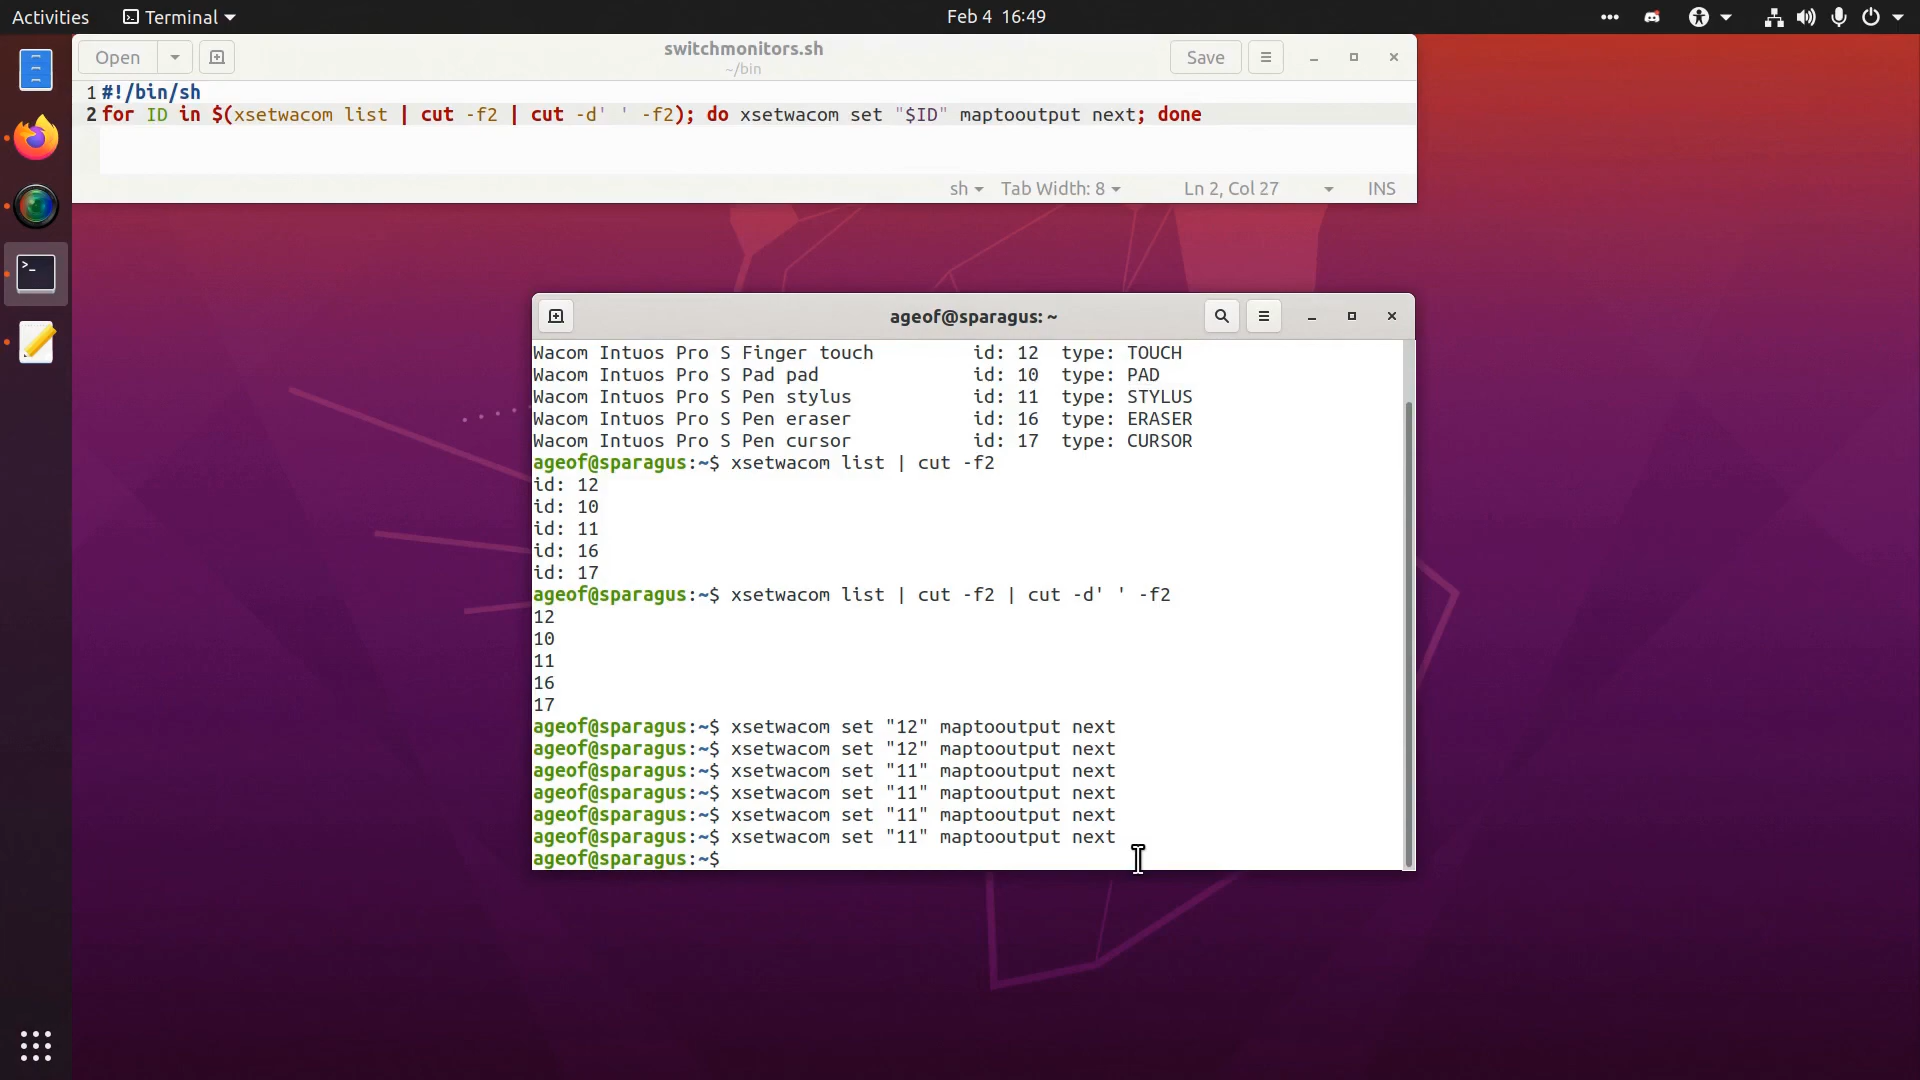 Activities Terminal Feb 4 16:49
Open switchmonitors.sh Save
~/bin
1 #!/bin/sh
2 for ID in $(xsetwacom list | cut -f2 | cut -d' ' -f2); do xsetwacom set "$ID" maptooutput next; done
sh Tab Width: 8 Ln 2, Col 27 INS
ageof@sparagus: ~
Wacom Intuos Pro S Finger touch id: 12 type: TOUCH
Wacom Intuos Pro S Pad pad id: 10 type: PAD
Wacom Intuos Pro S Pen stylus id: 11 type: STYLUS
Wacom Intuos Pro S Pen eraser id: 16 type: ERASER
Wacom Intuos Pro S Pen cursor id: 17 type: CURSOR
ageof@sparagus:~$ xsetwacom list | cut -f2
id: 12
id: 10
id: 11
id: 16
id: 17
ageof@sparagus:~$ xsetwacom list | cut -f2 | cut -d' ' -f2
12
10
11
16
17
ageof@sparagus:~$ xsetwacom set "12" maptooutput next
ageof@sparagus:~$ xsetwacom set "12" maptooutput next
ageof@sparagus:~$ xsetwacom set "11" maptooutput next
ageof@sparagus:~$ xsetwacom set "11" maptooutput next
ageof@sparagus:~$ xsetwacom set "11" maptooutput next
ageof@sparagus:~$ xsetwacom set "11" maptooutput next
ageof@sparagus:~$